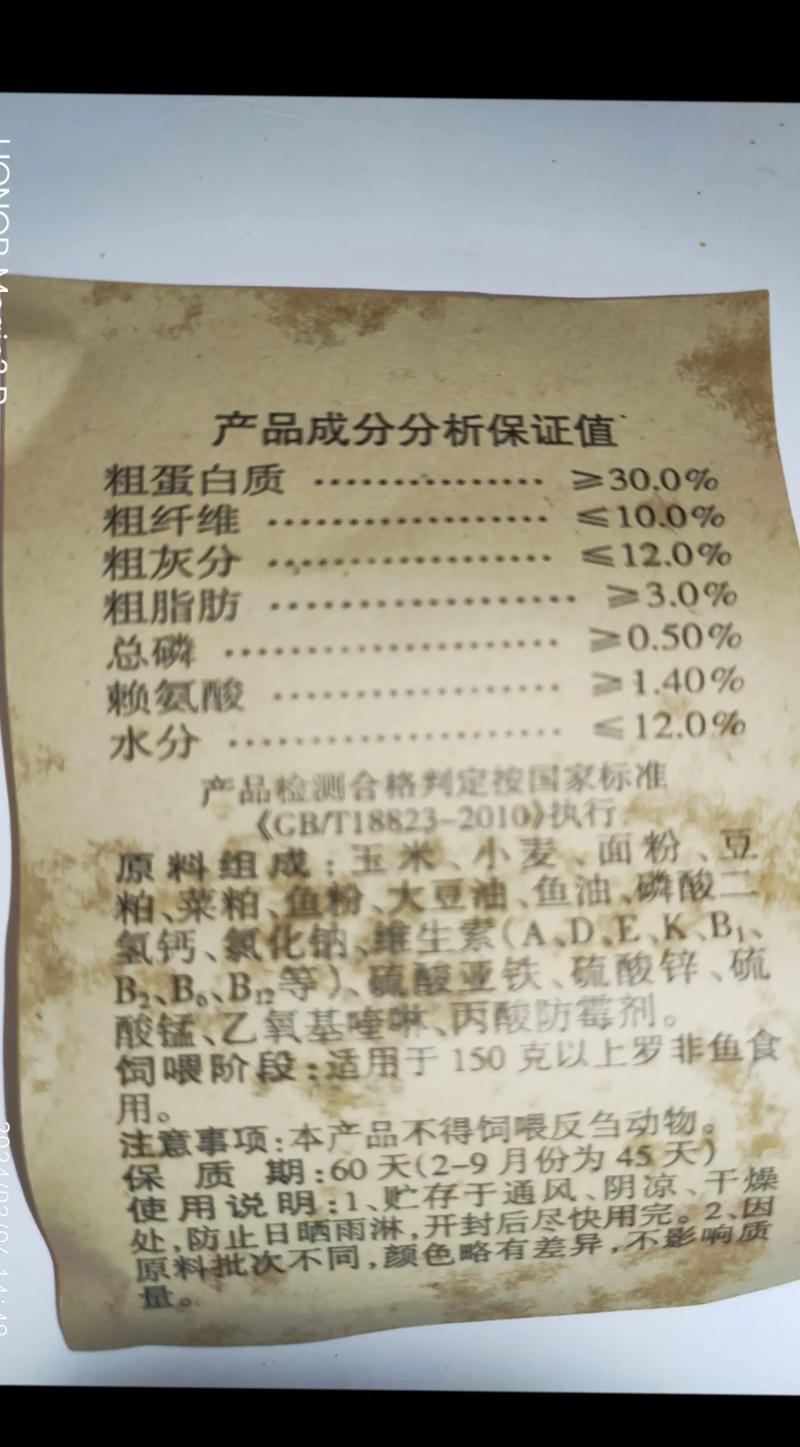 产品成分分析保证值
粗蛋白质 ················ ≥30.0%
粗纤维 ···················· ≤10.0%
粗灰分 ···················· ≤12.0%
粗脂肪 ····················· ≥3.0%
总磷 ························ ≥0.50%
赖氨酸 ····················· ≥1.40%
水分 ························ ≤12.0%
产品检测合格判定按国家标准
《GB/T18823-2010》执行
原料组成:玉米、小麦、面粉、豆
粕、菜粕、鱼粉、大豆油、鱼油、磷酸二
氢钙、氯化钠、维生素(A、D、E、K、B₁、
B₂、B₆、B₁₂等)、硫酸亚铁、硫酸锌、硫
酸锰、乙氧基喹啉、丙酸防霉剂。
饲喂阶段:适用于 150 克以上罗非鱼食
用。
注意事项:本产品不得饲喂反刍动物。
保质期:60 天(2-9 月份为 45 天)
使用说明:1、贮存于通风、阴凉、干燥
处,防止日晒雨淋,开封后尽快用完。2、因
原料批次不同,颜色略有差异,不影响质
量。